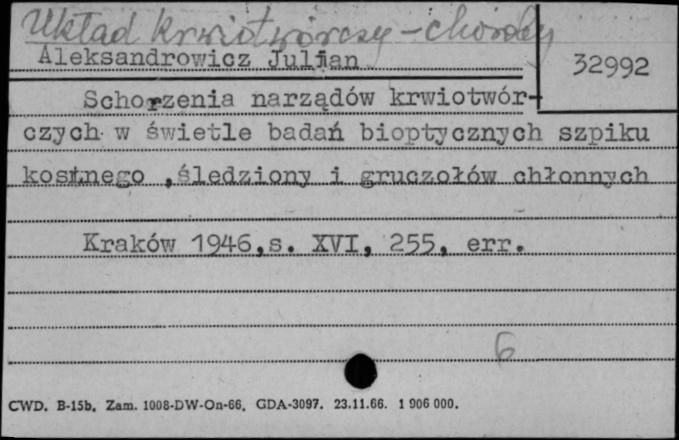 Układ krwiotwórczy - choroby
Aleksandrowicz Julian
32992
Schorzenia narządów krwiotwór-
czych w świetle badań bioptycznych szpiku
kostnego , śledziony i gruczołów chłonnych
Kraków 1946, s. XVI, 255, err.
6
CWD. B-15b. Zam. 1008-DW-On-66. GDA-3097. 23.11.66. 1 906 000.